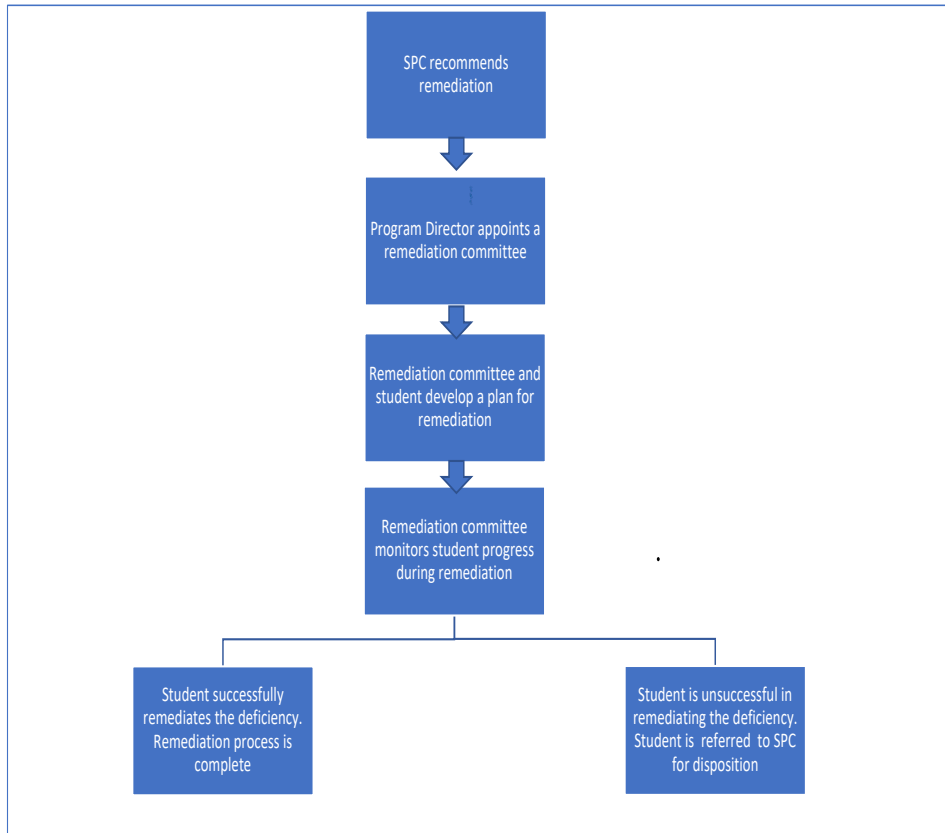 SPC recommends
remediation
Program Director appoints a
remediation committee
Remediation committee and
student develop a plan for
remediation
Remediation committee
monitors student progress
during remediation
Student successfully
remediates the deficiency.
Remediation process is
complete
Student is unsuccessful in
remediating the deficiency.
Student is  referred to SPC
for disposition